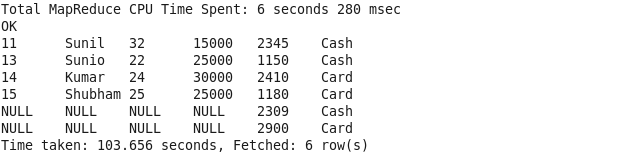 Total MapReduce CPU Time Spent: 6 seconds 280 msec
OK
11      Sunil   32      15000   2345    Cash
13      Sunio   22      25000   1150    Cash
14      Kumar   24      30000   2410    Card
15      Shubham 25      25000   1180    Card
NULL    NULL    NULL    NULL    2309    Cash
NULL    NULL    NULL    NULL    2900    Card
Time taken: 103.656 seconds, Fetched: 6 row(s)